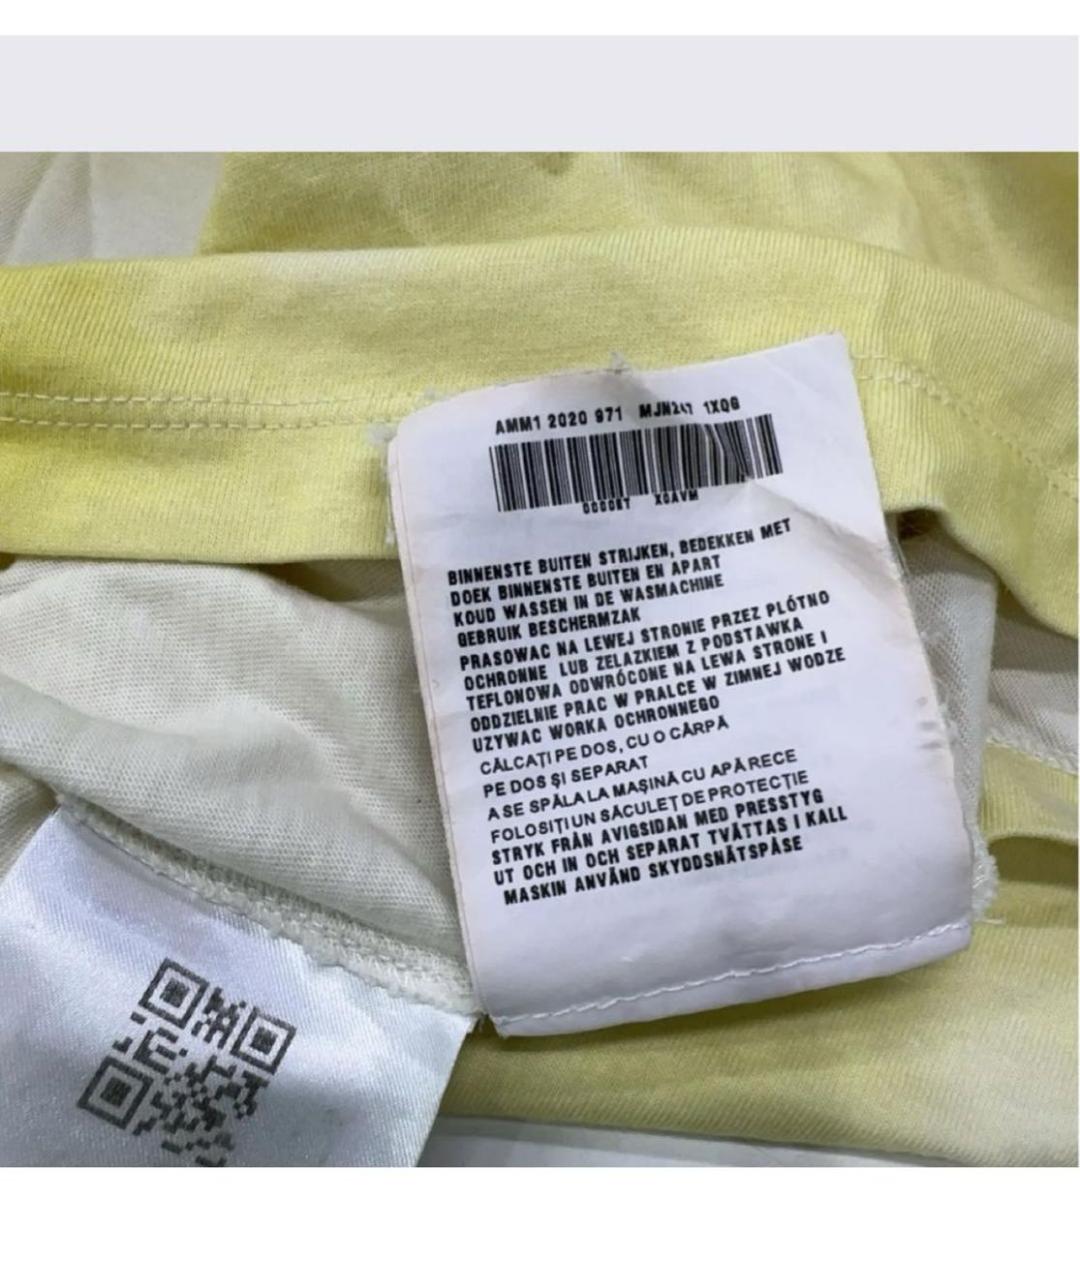 AMM1 2020 971 MJN247 1XQG
XOAVM
BINNENSTE BUITEN STRIJKEN, BEDEKKEN MET
DOEK BINNENSTE BUITEN EN APART
KOUD WASSEN IN DE WASMACHINE
GEBRUIK BESCHERMZAK
PRASOWAC NA LEWEJ STRONIE PRZEZ PLÓTNO
OCHRONNE LUB ZELAZKIEM Z PODSTAWKA
TEFLONOWA ODWRÓCONE NA LEWA STRONE I
ODDZIELNIE PRAC W PRALCE W ZIMNEJ WODZE
UZYWAC WORKA OCHRONNEGO
CĂLCAȚI PE DOS, CU O CÂRPĂ
PE DOS ȘI SEPARAT
A SE SPĂLA LA MAȘINĂ CU APĂ RECE
FOLOSIȚI UN SĂCULEȚ DE PROTECȚIE
STRYK FRÅN AVIGSIDAN MED PRESSTYG
UT OCH IN OCH SEPARAT TVÄTTAS I KALL
MASKIN ANVÄND SKYDDSNÄTSPÅSE